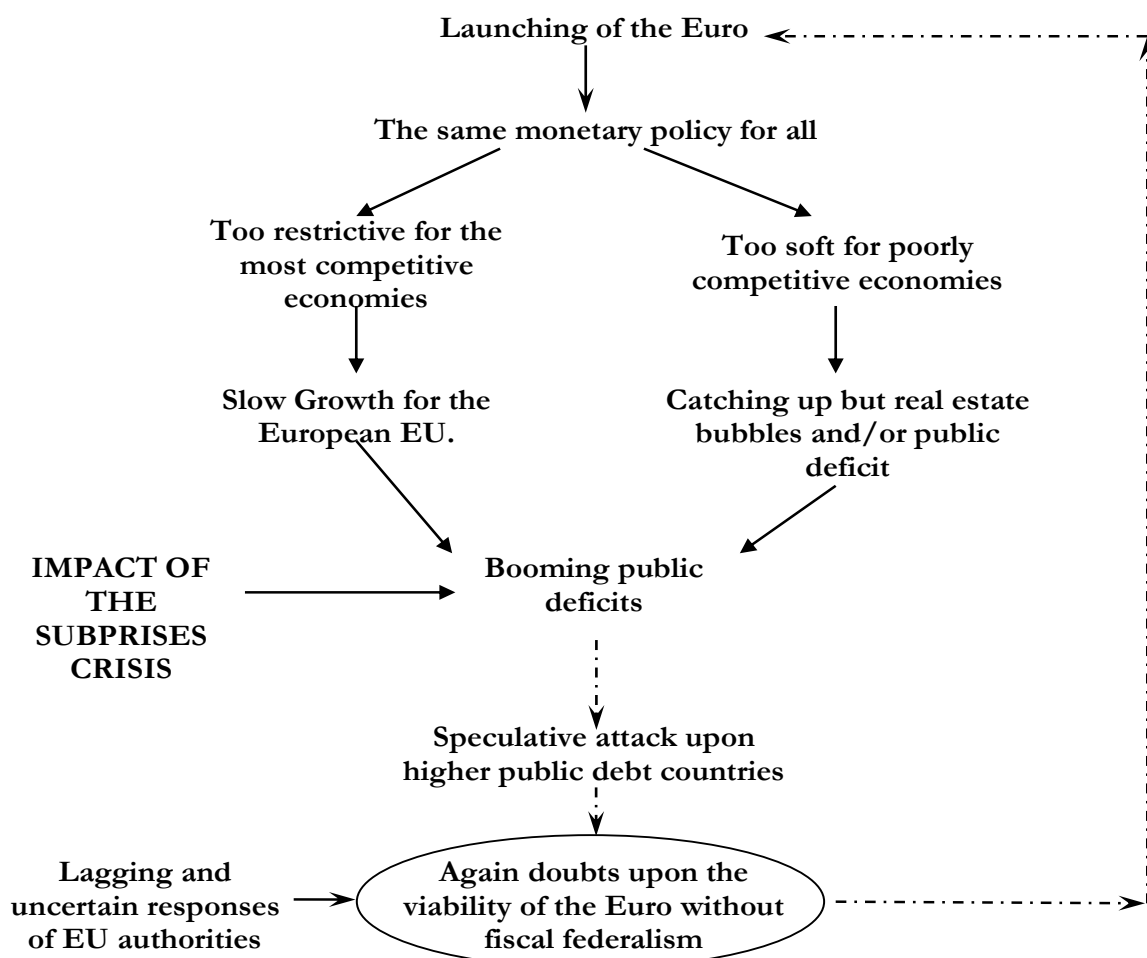 Launching of the Euro
The same monetary policy for all
Too restrictive for the
most competitive
economies
Too soft for poorly
competitive economies
Slow Growth for the
European EU.
Catching up but real estate
bubbles and/or public
deficit
IMPACT OF
THE
SUBPRISES
CRISIS
Booming public
deficits
Speculative attack upon
higher public debt countries
Lagging and
uncertain responses
of EU authorities
Again doubts upon the
viability of the Euro without
fiscal federalism